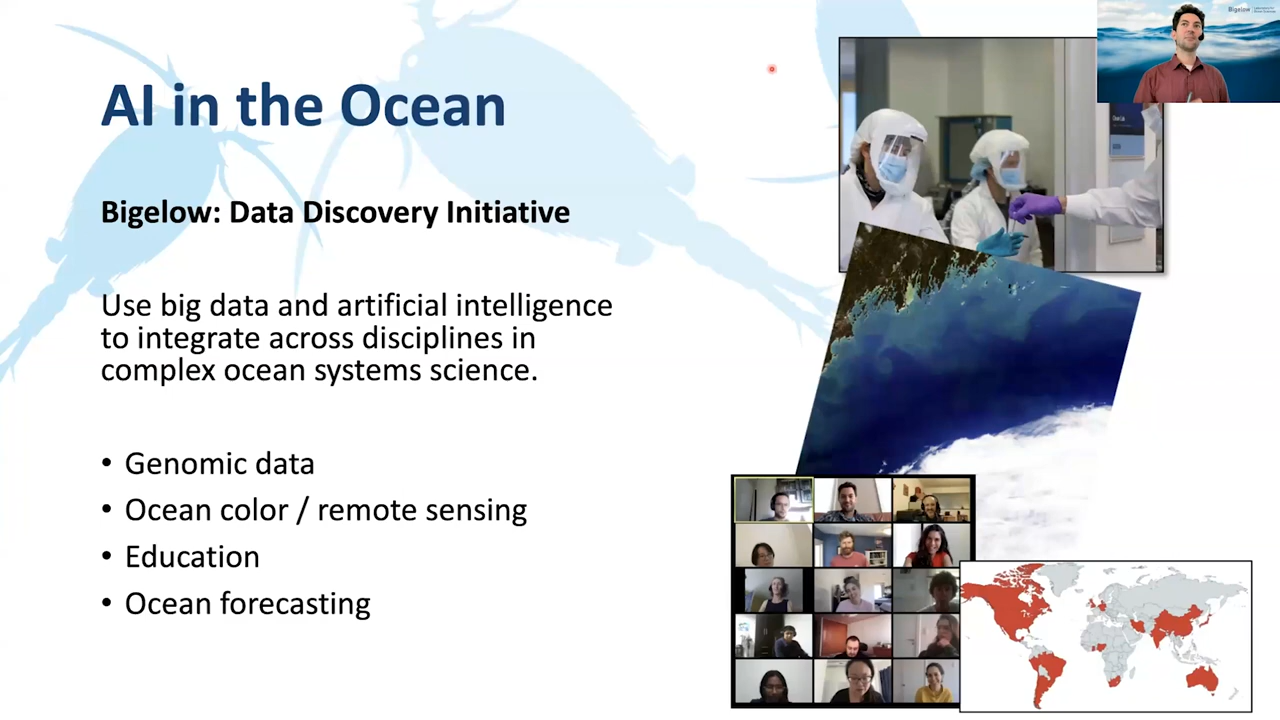 AI in the Ocean
Bigelow: Data Discovery Initiative
Use big data and artificial intelligence
to integrate across disciplines in
complex ocean systems science.
• Genomic data
• Ocean color / remote sensing
• Education
• Ocean forecasting
Bigelow